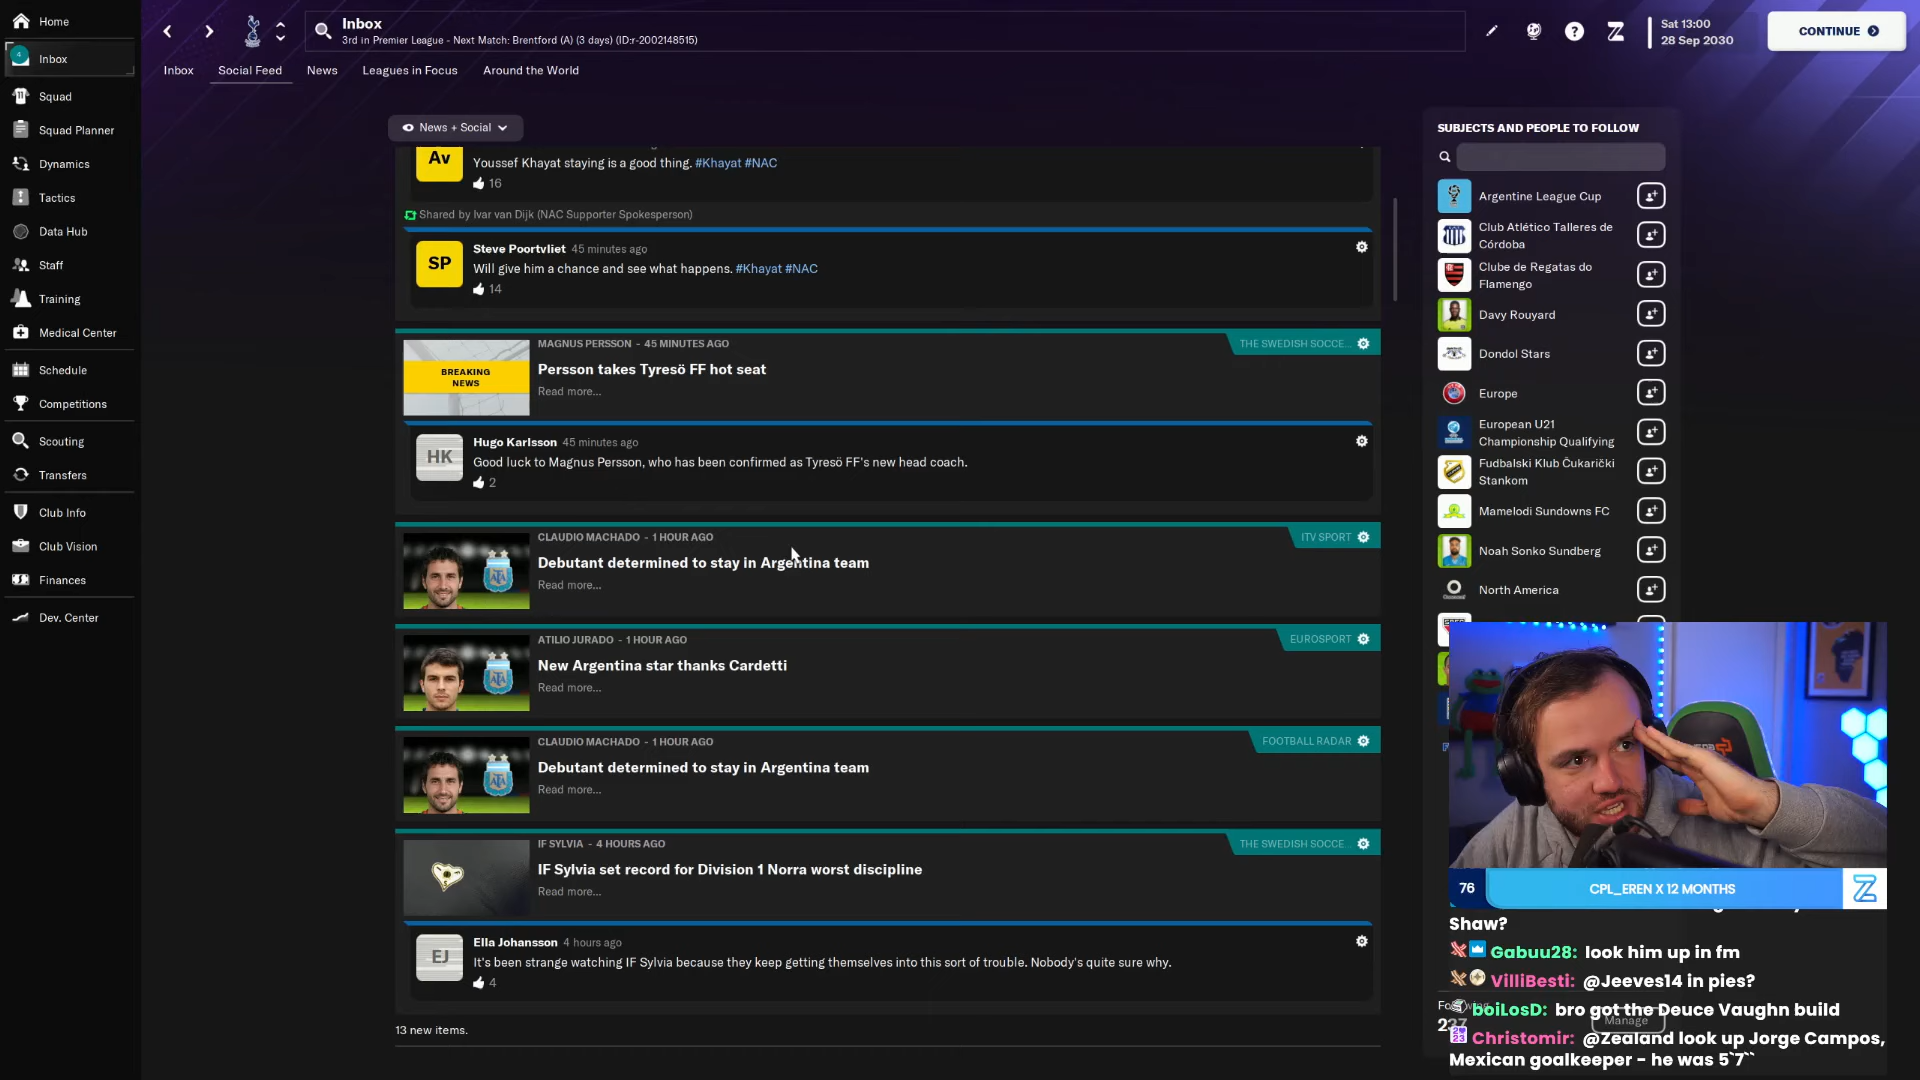 Home
Inbox
3rd in Premier League - Next Match: Brentford (A) (3 days) (ID:r-2002148515)
Sat 13:00
28 Sep 2030
CONTINUE
4
Inbox
Squad
Squad Planner
Dynamics
Tactics
Data Hub
Staff
Training
Medical Center
Schedule
Competitions
Scouting
Transfers
Club Info
Club Vision
Finances
Dev. Center
Inbox
Social Feed
News
Leagues in Focus
Around the World
News + Social
Av
Youssef Khayat staying is a good thing. #Khayat #NAC
16
Shared by Ivar van Dijk (NAC Supporter Spokesperson)
SP
Steve Poortvliet 45 minutes ago
Will give him a chance and see what happens. #Khayat #NAC
14
MAGNUS PERSSON - 45 MINUTES AGO
THE SWEDISH SOCCE...
BREAKING
NEWS
Persson takes Tyresö FF hot seat
Read more...
HK
Hugo Karlsson 45 minutes ago
Good luck to Magnus Persson, who has been confirmed as Tyresö FF's new head coach.
2
CLAUDIO MACHADO - 1 HOUR AGO
ITV SPORT
Debutant determined to stay in Argentina team
Read more...
ATILIO JURADO - 1 HOUR AGO
EUROSPORT
New Argentina star thanks Cardetti
Read more...
CLAUDIO MACHADO - 1 HOUR AGO
FOOTBALL RADAR
Debutant determined to stay in Argentina team
Read more...
IF SYLVIA - 4 HOURS AGO
THE SWEDISH SOCCE...
IF Sylvia set record for Division 1 Norra worst discipline
Read more...
EJ
Ella Johansson 4 hours ago
It's been strange watching IF Sylvia because they keep getting themselves into this sort of trouble. Nobody's quite sure why.
4
13 new items.
SUBJECTS AND PEOPLE TO FOLLOW
Argentine League Cup
Club Atlético Talleres de
Córdoba
Clube de Regatas do
Flamengo
Davy Rouyard
Dondol Stars
Europe
European U21
Championship Qualifying
Fudbalski Klub Čukarički
Stankom
Mamelodi Sundowns FC
Noah Sonko Sundberg
North America
76
CPL_EREN X 12 MONTHS
Z
Shaw?
Gabuu28: look him up in fm
VilliBesti: @Jeeves14 in pies?
boiLosD: bro got the Deuce Vaughn build
Manage
Christomir: @Zealand look up Jorge Campos,
Mexican goalkeeper - he was 5`7``